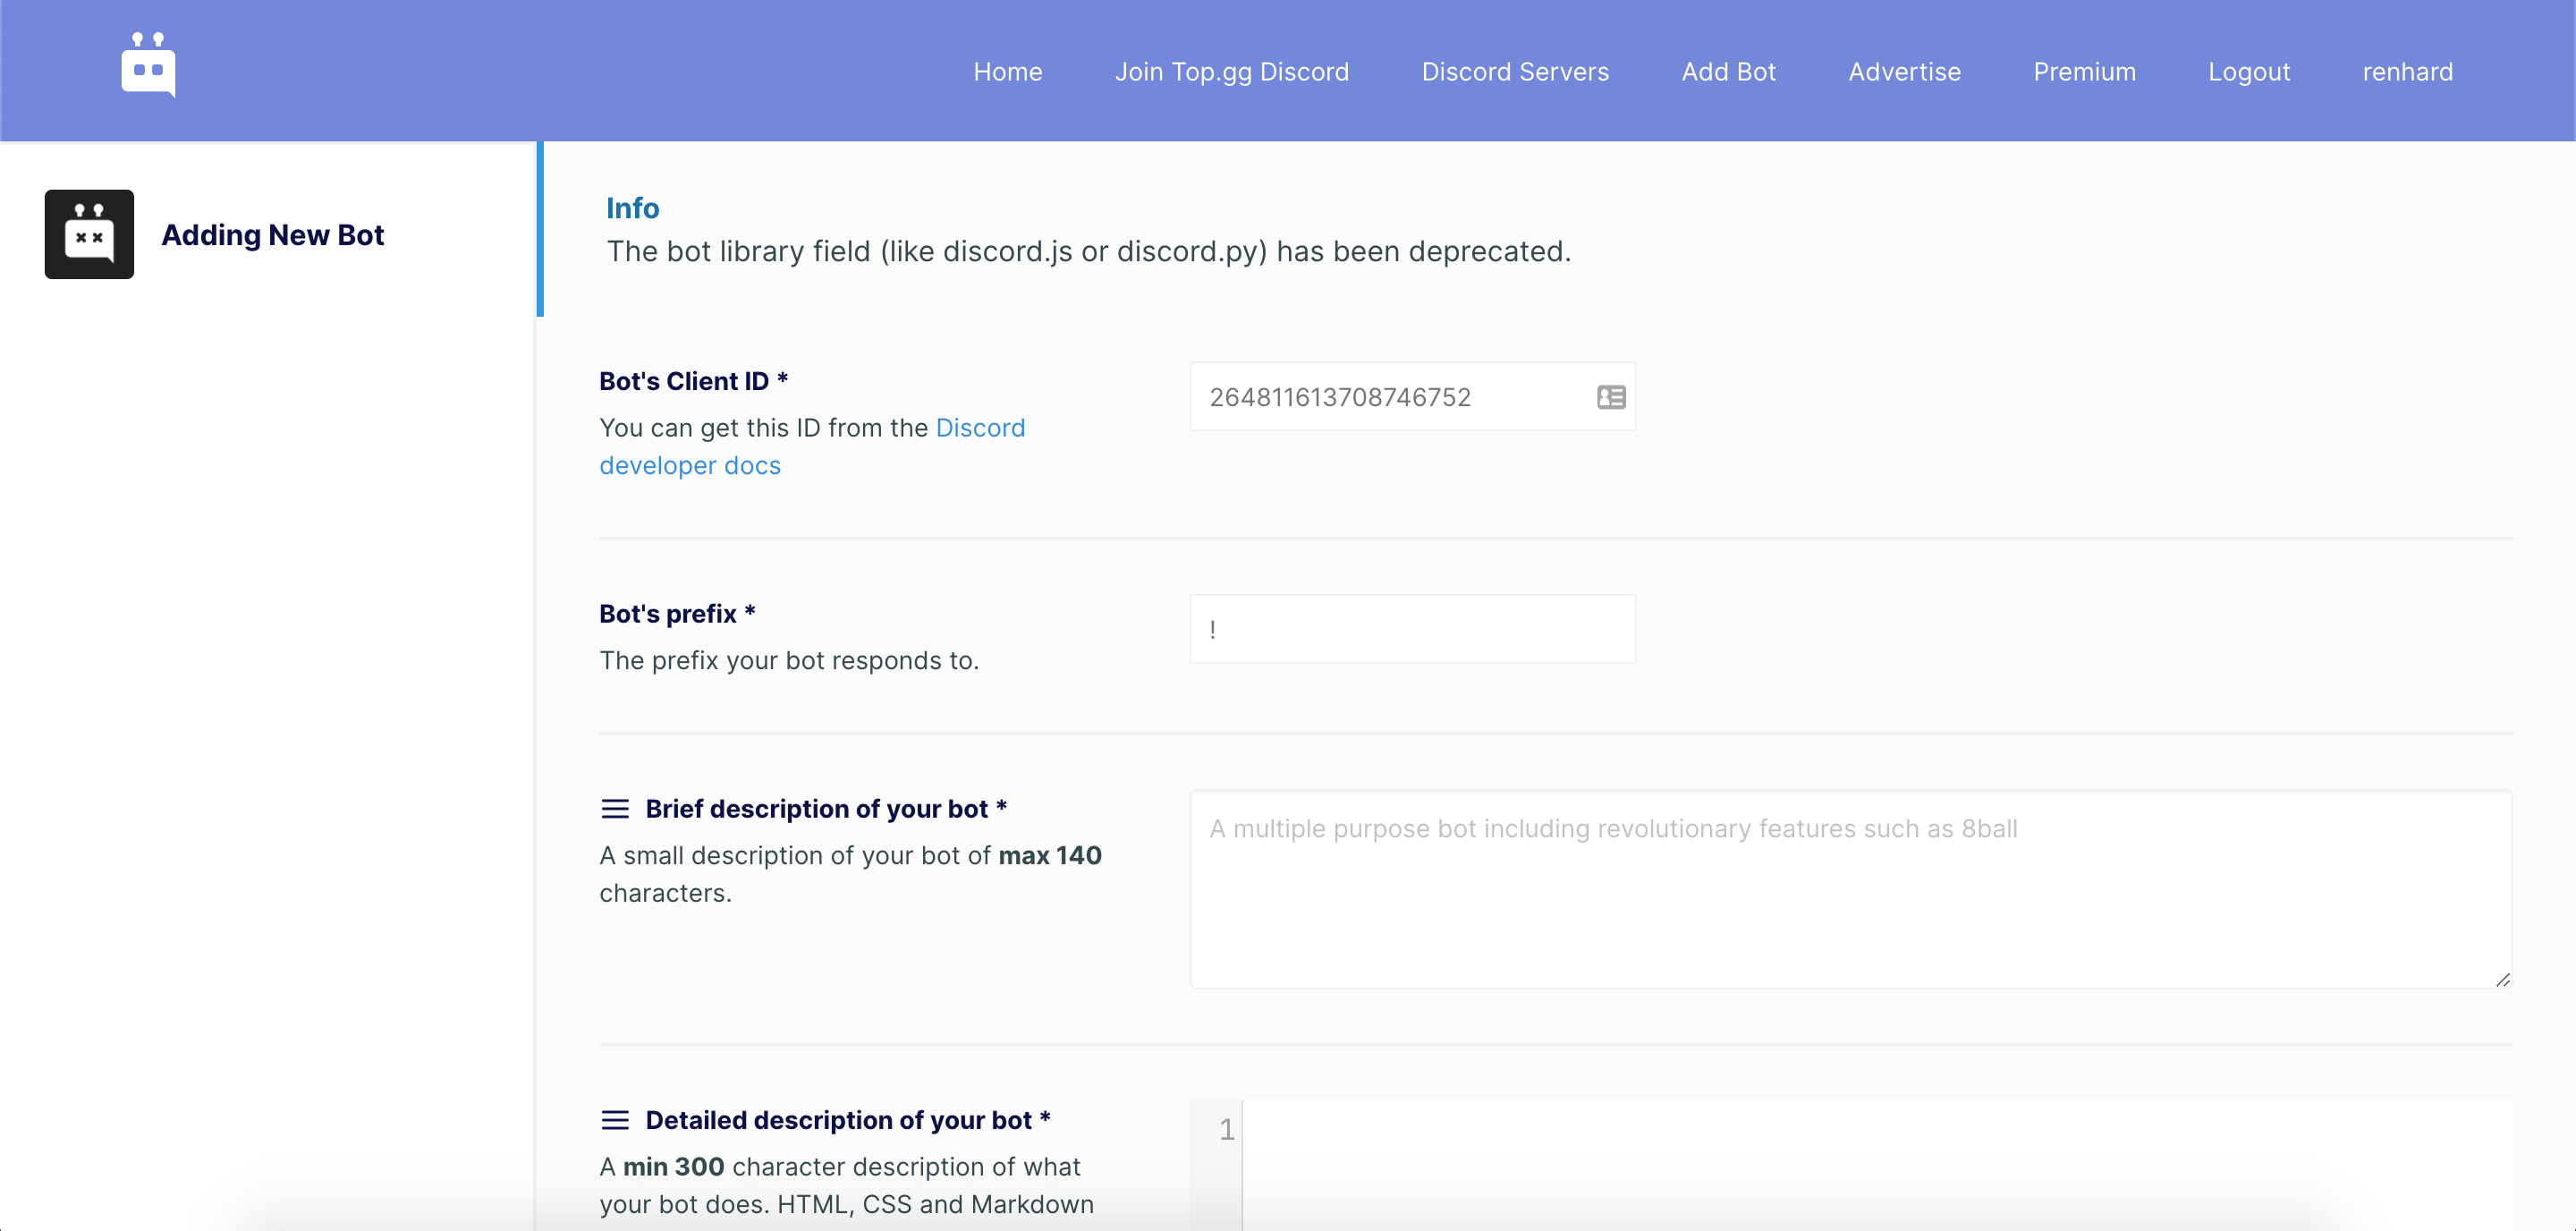 Home Join Top.gg Discord Discord Servers Add Bot Advertise Premium Logout renhard
Adding New Bot
Info
The bot library field (like discord.js or discord.py) has been deprecated.
Bot's Client ID *
You can get this ID from the Discord
developer docs
264811613708746752
Bot's prefix *
The prefix your bot responds to.
!
Brief description of your bot *
A small description of your bot of max 140
characters.
A multiple purpose bot including revolutionary features such as 8ball
Detailed description of your bot *
A min 300 character description of what
your bot does. HTML, CSS and Markdown
1